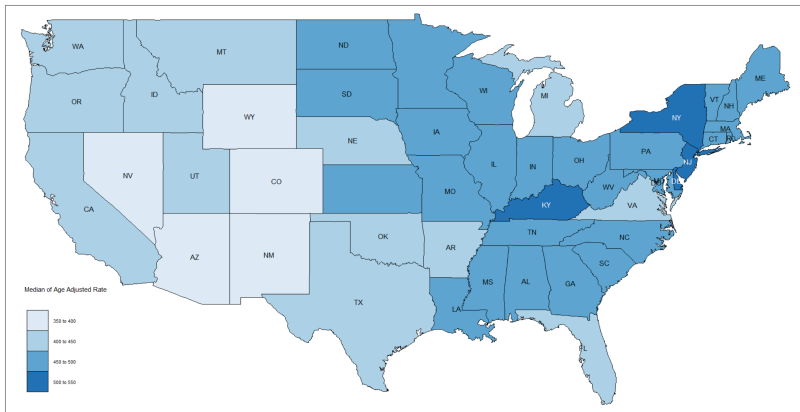 WA
MT
ND
ME
OR
ID
SD
WI
MI
VT
NH
NY
WY
MA
CT
IA
NE
PA
NJ
NV
UT
CO
IL
IN
OH
MO
WV
VA
CA
KY
AZ
NM
OK
AR
TN
NC
SC
TX
MS
AL
GA
LA
FL
Median of Age Adjusted Rate
350 to 400
400 to 450
450 to 500
500 to 550